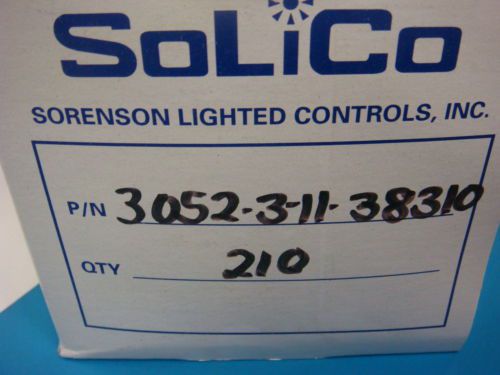 SoLiCo
SORENSON LIGHTED CONTROLS, INC.
P/N 3052-3-11-38310
QTY 210